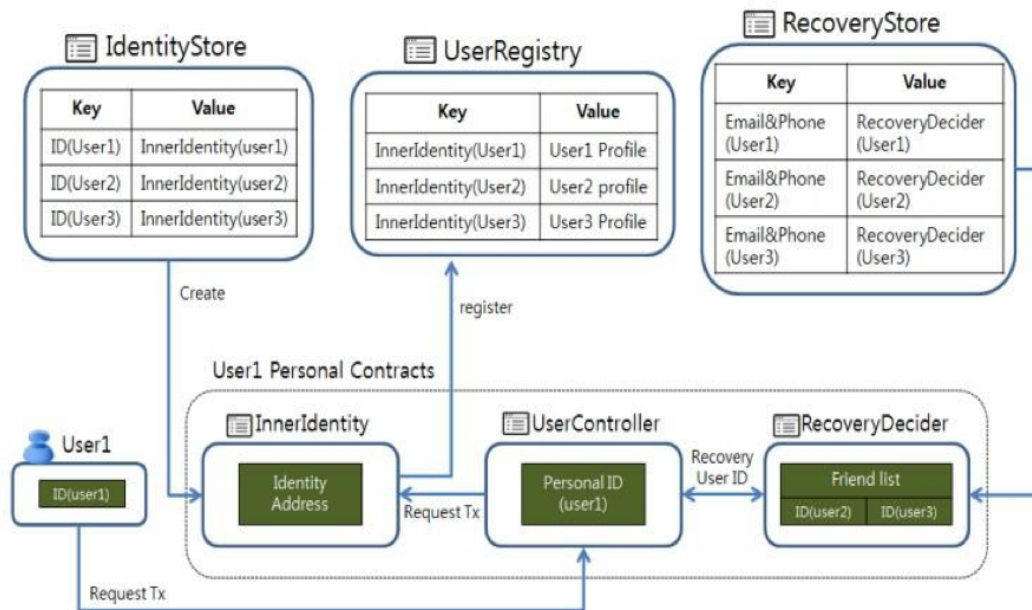 IdentityStore
Key Value
ID(User1) InnerIdentity(user1)
ID(User2) InnerIdentity(user2)
ID(User3) InnerIdentity(user3)
UserRegistry
Key Value
InnerIdentity(User1) User1 Profile
InnerIdentity(User2) User2 profile
InnerIdentity(User3) User3 Profile
RecoveryStore
Key Value
Email&Phone RecoveryDecider
(User1) (User1)
Email&Phone RecoveryDecider
(User2) (User2)
Email&Phone RecoveryDecider
(User3) (User3)
Create
register
User1 Personal Contracts
User1
ID(user1)
InnerIdentity
Identity
Address
Request Tx
UserController
Personal ID
(user1)
Recovery
User ID
RecoveryDecider
Friend list
ID(user2) ID(user3)
Request Tx